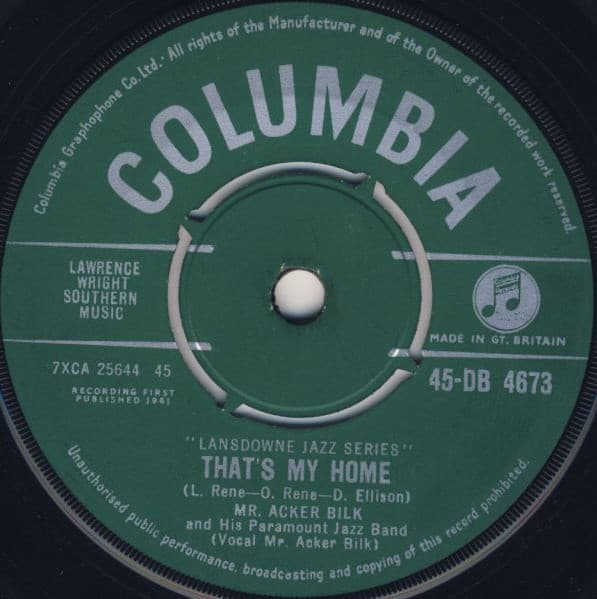 Columbia Graphophone Co. Ltd. · All rights of the Manufacturer and of the Owner of the recorded work reserved.
COLUMBIA
LAWRENCE
WRIGHT
SOUTHERN
MUSIC
MADE IN GT. BRITAIN
7XCA 25644 45
RECORDING FIRST
PUBLISHED 1961
45-DB 4673
"LANSDOWNE JAZZ SERIES"
THAT'S MY HOME
(L. Rene—O. Rene—D. Ellison)
MR. ACKER BILK
and His Paramount Jazz Band
(Vocal Mr. Acker Bilk)
Unauthorised public performance, broadcasting and copying of this record prohibited.